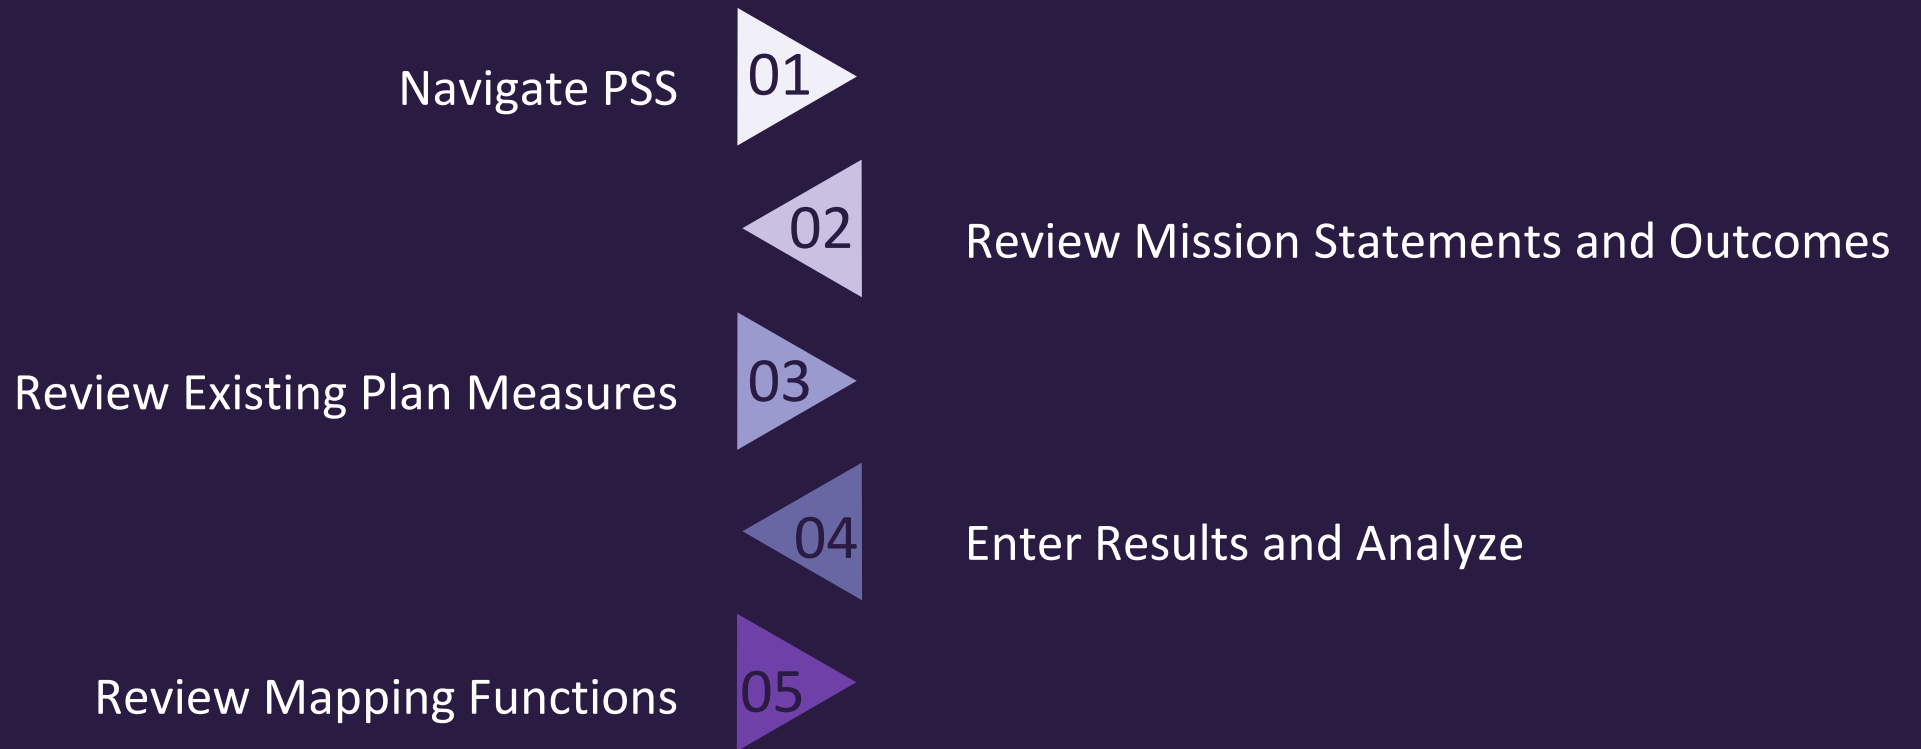 Navigate PSS
01
02
Review Mission Statements and Outcomes
Review Existing Plan Measures
03
04
Enter Results and Analyze
Review Mapping Functions
05